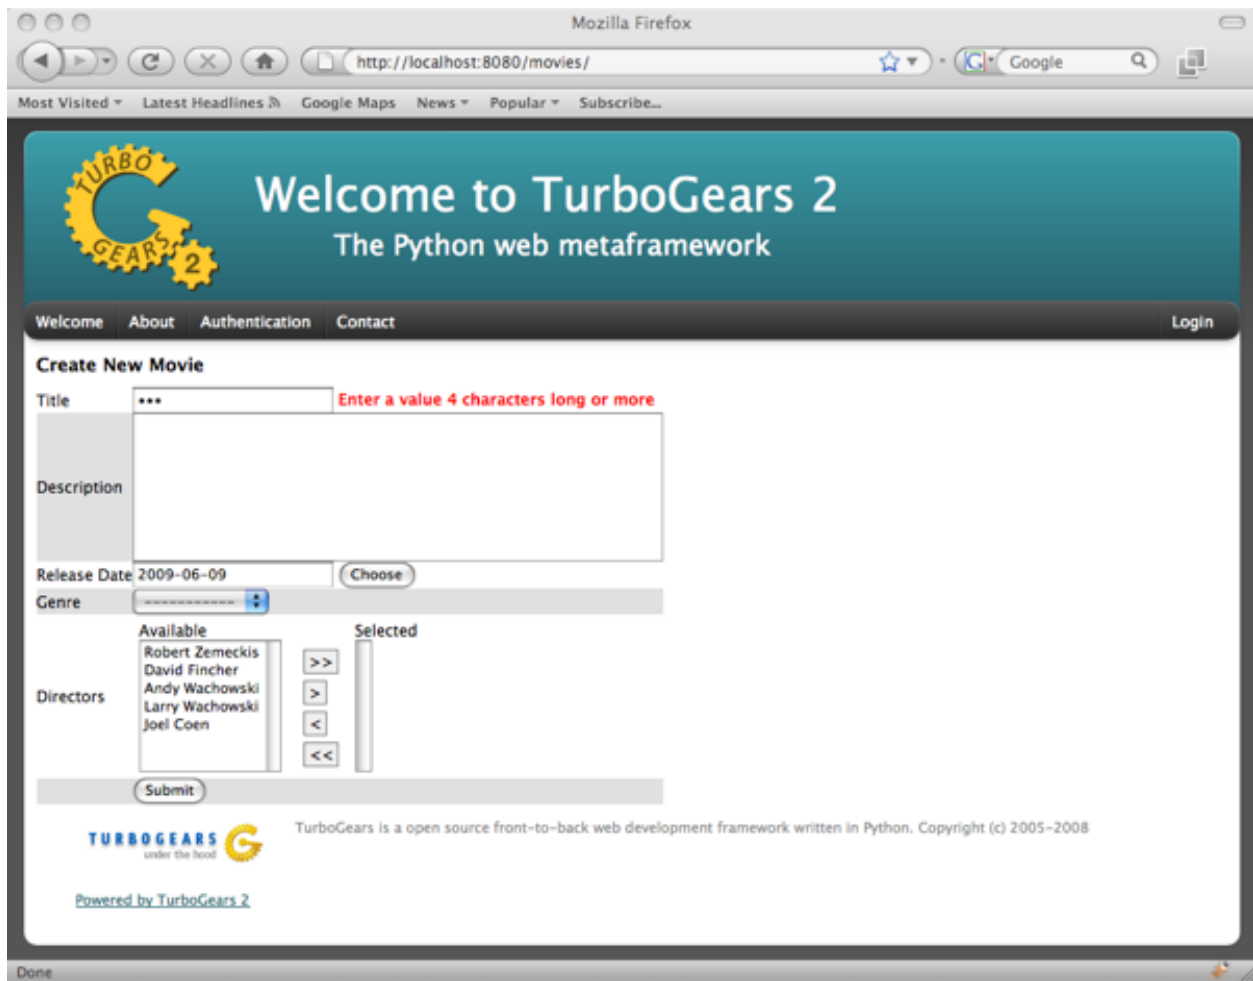 Mozilla Firefox
http://localhost:8080/movies/
Google
Most Visited Latest Headlines Google Maps News Popular Subscribe...
TURBO
GEARS
2
Welcome to TurboGears 2
The Python web metaframework
Welcome About Authentication Contact Login
Create New Movie
Title ••• Enter a value 4 characters long or more
Description
Release Date 2009-06-09 Choose
Genre -----------
Available Selected
Robert Zemeckis
David Fincher
Andy Wachowski
Larry Wachowski
Joel Coen
Directors
>>
>
<
<<
Submit
TURBOGEARS
under the hood
TurboGears is a open source front-to-back web development framework written in Python. Copyright (c) 2005-2008
Powered by TurboGears 2
Done